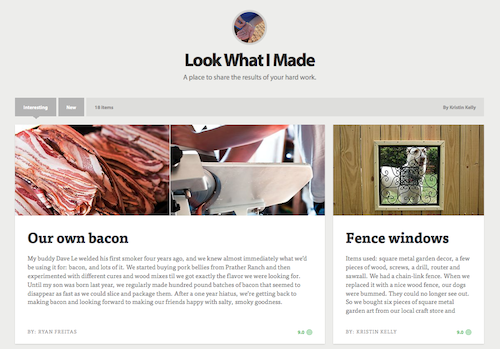 Look What I Made
A place to share the results of your hard work.
Interesting
New
18 items
By Kristin Kelly
Our own bacon
My buddy Dave Le welded his first smoker four years ago, and we knew almost immediately what we'd
be using it for: bacon, and lots of it. We started buying pork bellies from Prather Ranch and then
experimented with different cures and wood mixes til we got exactly the flavor we were looking for.
Until my son was born last year, we regularly made hundred pound batches of bacon that seemed to
disappear as fast as we could slice and package them. After a one year hiatus, we're getting back to
making bacon and looking forward to making our friends happy with salty, smoky goodness.
BY: RYAN FREITAS
9.0
Fence windows
Items used: square metal garden decor, a few
pieces of wood, screws, a drill, router and
sawsall. We had a chain-link fence. When we
replaced it with a nice wood fence, our dogs
were bummed. They could no longer see out.
So we bought six pieces of square metal
garden art from our local craft store and
BY: KRISTIN KELLY
5.0